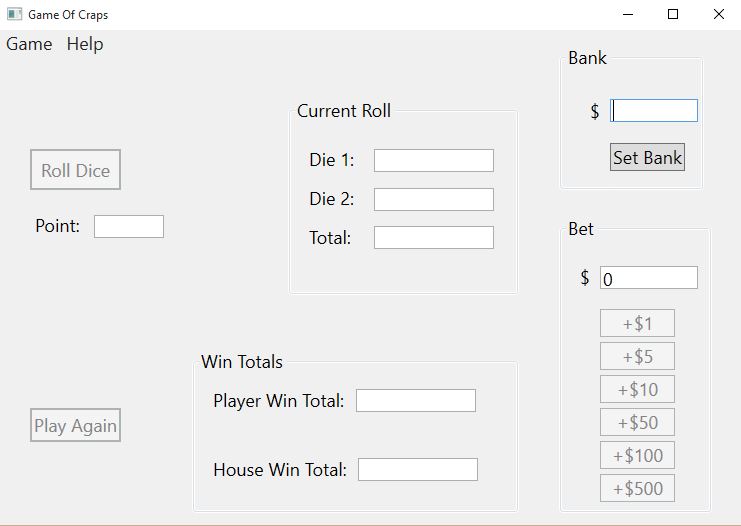 Game Of Craps
Game Help
Bank
$
Set Bank
Current Roll
Die 1:
Die 2:
Total:
Roll Dice
Point:
Bet
$ 0
+$1
+$5
+$10
+$50
+$100
+$500
Win Totals
Player Win Total:
House Win Total:
Play Again